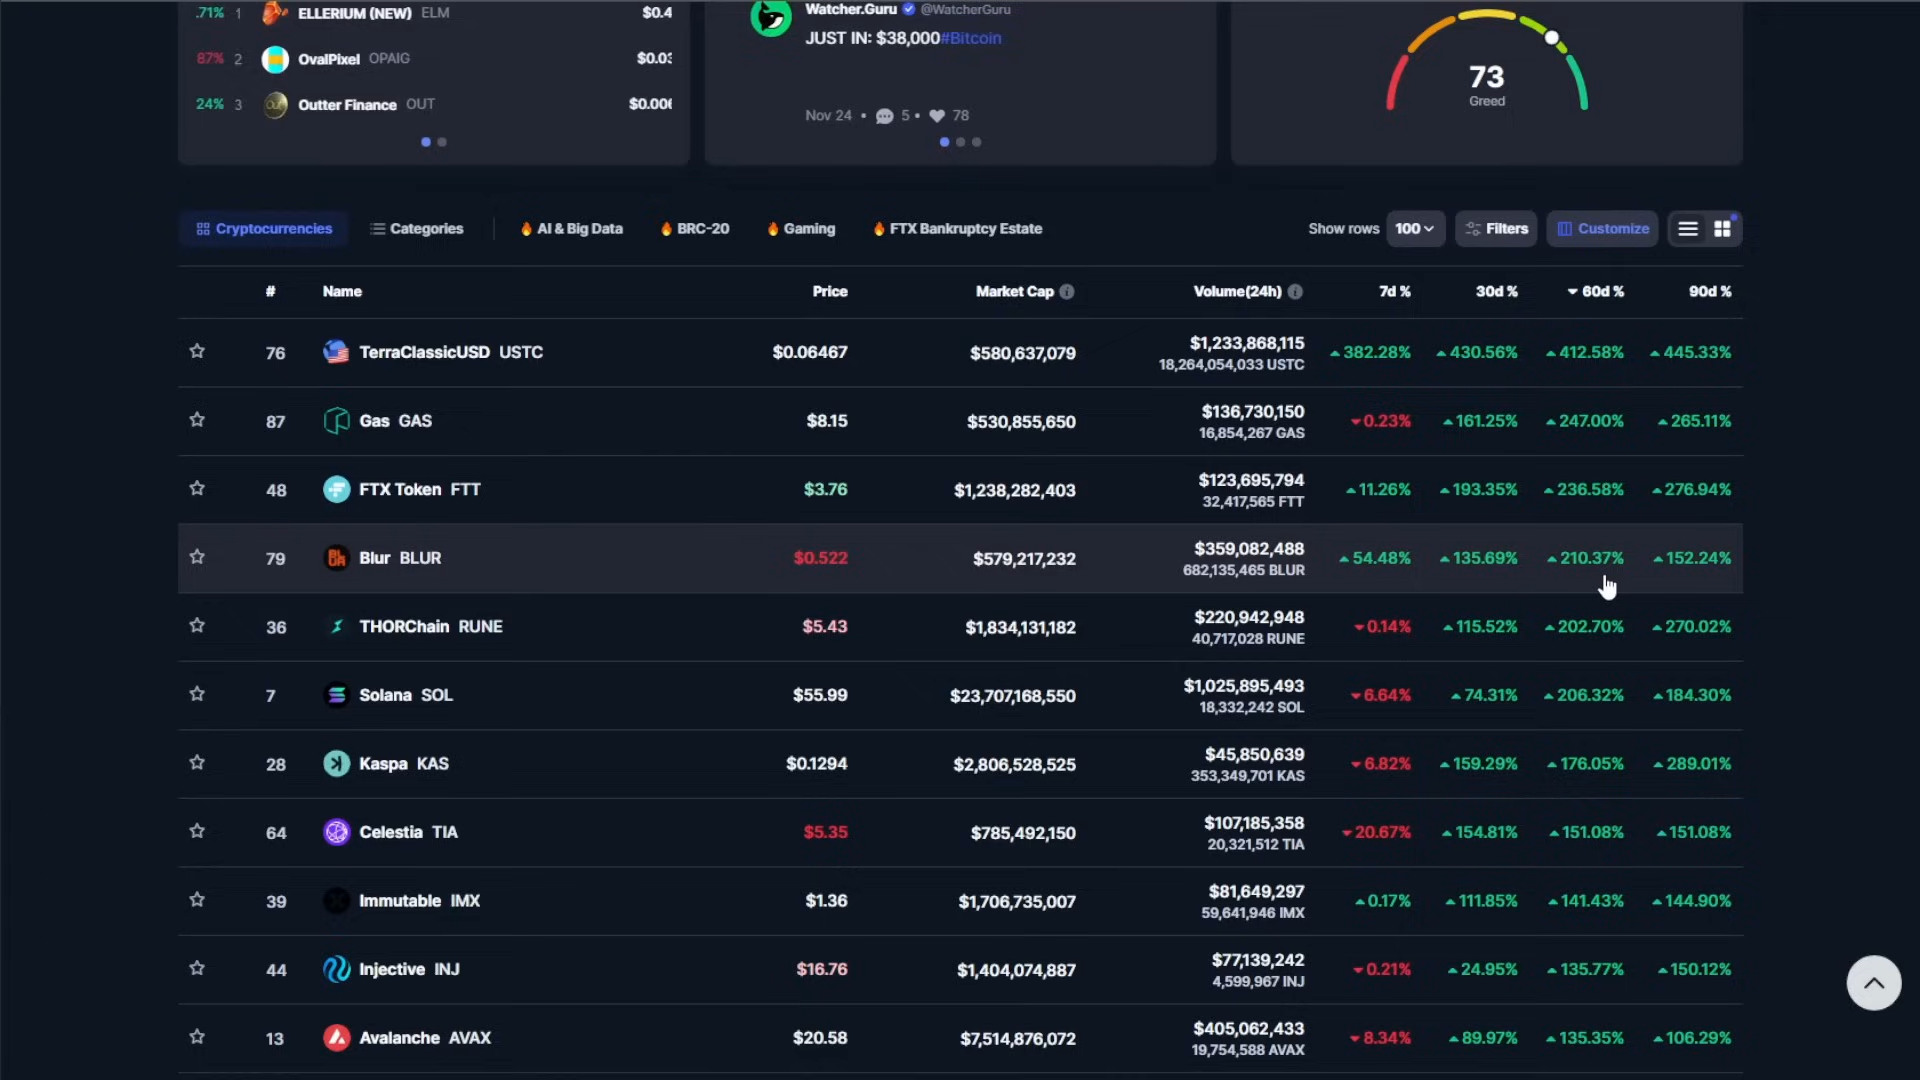 .71% 1 ELLERIUM (NEW) ELM $0.4
87% 2 OvalPixel OPAIG $0.03
24% 3 Outter Finance OUT $0.006
Watcher.Guru @WatcherGuru
JUST IN: $38,000#Bitcoin
Nov 24 • 5 • 78
73
Greed
Cryptocurrencies Categories AI & Big Data BRC-20 Gaming FTX Bankruptcy Estate Show rows 100 Filters Customize
# Name Price Market Cap Volume(24h) 7d % 30d % 60d % 90d %
76 TerraClassicUSD USTC $0.06467 $580,637,079 $1,233,868,115 382.28% 430.56% 412.58% 445.33%
18,264,054,033 USTC
87 Gas GAS $8.15 $530,855,650 $136,730,150 0.23% 161.25% 247.00% 265.11%
16,854,267 GAS
48 FTX Token FTT $3.76 $1,238,282,403 $123,695,794 11.26% 193.35% 236.58% 276.94%
32,417,565 FTT
79 Blur BLUR $0.522 $579,217,232 $359,082,488 54.48% 135.69% 210.37% 152.24%
682,135,465 BLUR
36 THORChain RUNE $5.43 $1,834,131,182 $220,942,948 0.14% 115.52% 202.70% 270.02%
40,717,028 RUNE
7 Solana SOL $55.99 $23,707,168,550 $1,025,895,493 6.64% 74.31% 206.32% 184.30%
18,332,242 SOL
28 Kaspa KAS $0.1294 $2,806,528,525 $45,850,639 6.82% 159.29% 176.05% 289.01%
353,349,701 KAS
64 Celestia TIA $5.35 $785,492,150 $107,185,358 20.67% 154.81% 151.08% 151.08%
20,321,512 TIA
39 Immutable IMX $1.36 $1,706,735,007 $81,649,297 0.17% 111.85% 141.43% 144.90%
59,641,946 IMX
44 Injective INJ $16.76 $1,404,074,887 $77,139,242 0.21% 24.95% 135.77% 150.12%
4,599,967 INJ
13 Avalanche AVAX $20.58 $7,514,876,072 $405,062,433 8.34% 89.97% 135.35% 106.29%
19,754,588 AVAX